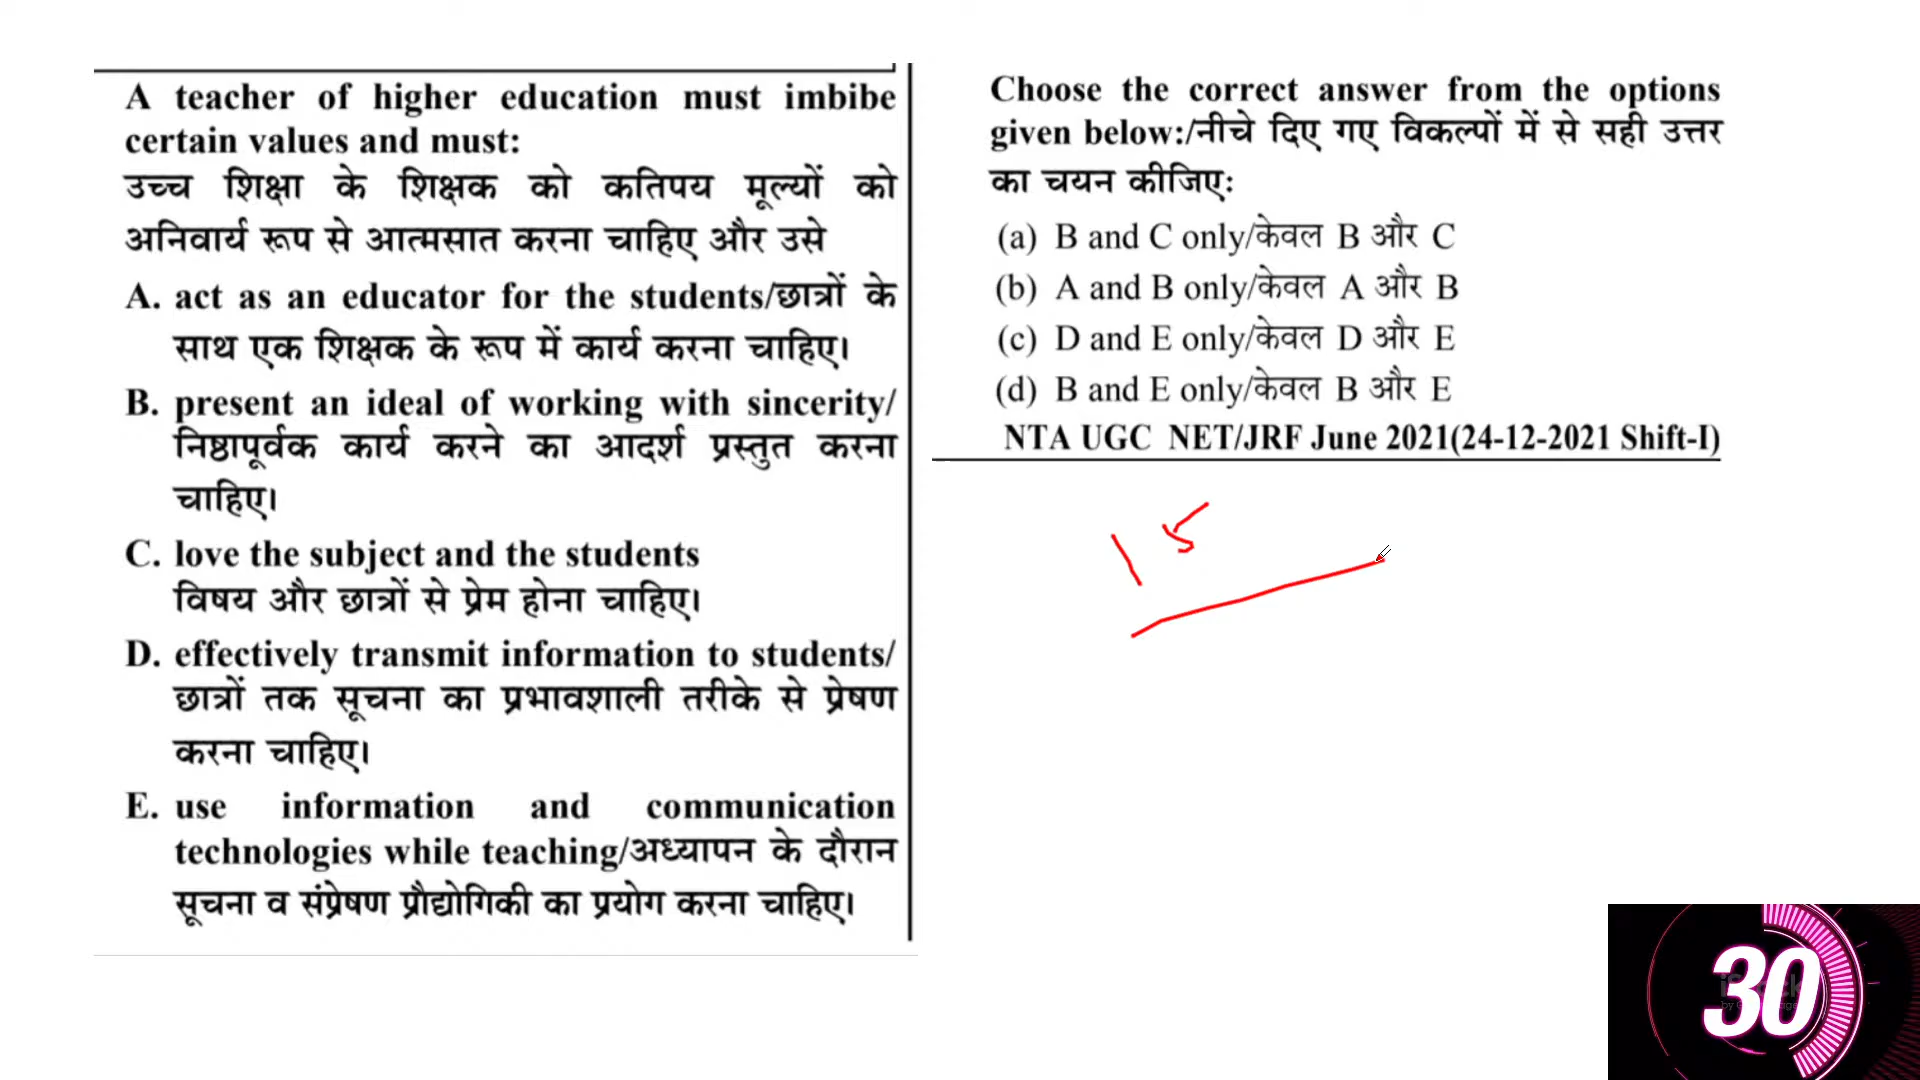 A teacher of higher education must imbibe
certain values and must:
उच्च शिक्षा के शिक्षक को कतिपय मूल्यों को
अनिवार्य रूप से आत्मसात करना चाहिए और उसे
A. act as an educator for the students/छात्रों के
साथ एक शिक्षक के रूप में कार्य करना चाहिए।
B. present an ideal of working with sincerity/
निष्ठापूर्वक कार्य करने का आदर्श प्रस्तुत करना
चाहिए।
C. love the subject and the students
विषय और छात्रों से प्रेम होना चाहिए।
D. effectively transmit information to students/
छात्रों तक सूचना का प्रभावशाली तरीके से प्रेषण
करना चाहिए।
E. use information and communication
technologies while teaching/अध्यापन के दौरान
सूचना व संप्रेषण प्रौद्योगिकी का प्रयोग करना चाहिए।
Choose the correct answer from the options
given below:/नीचे दिए गए विकल्पों में से सही उत्तर
का चयन कीजिए:
(a) B and C only/केवल B और C
(b) A and B only/केवल A और B
(c) D and E only/केवल D और E
(d) B and E only/केवल B और E
NTA UGC NET/JRF June 2021(24-12-2021 Shift-I)
15
30